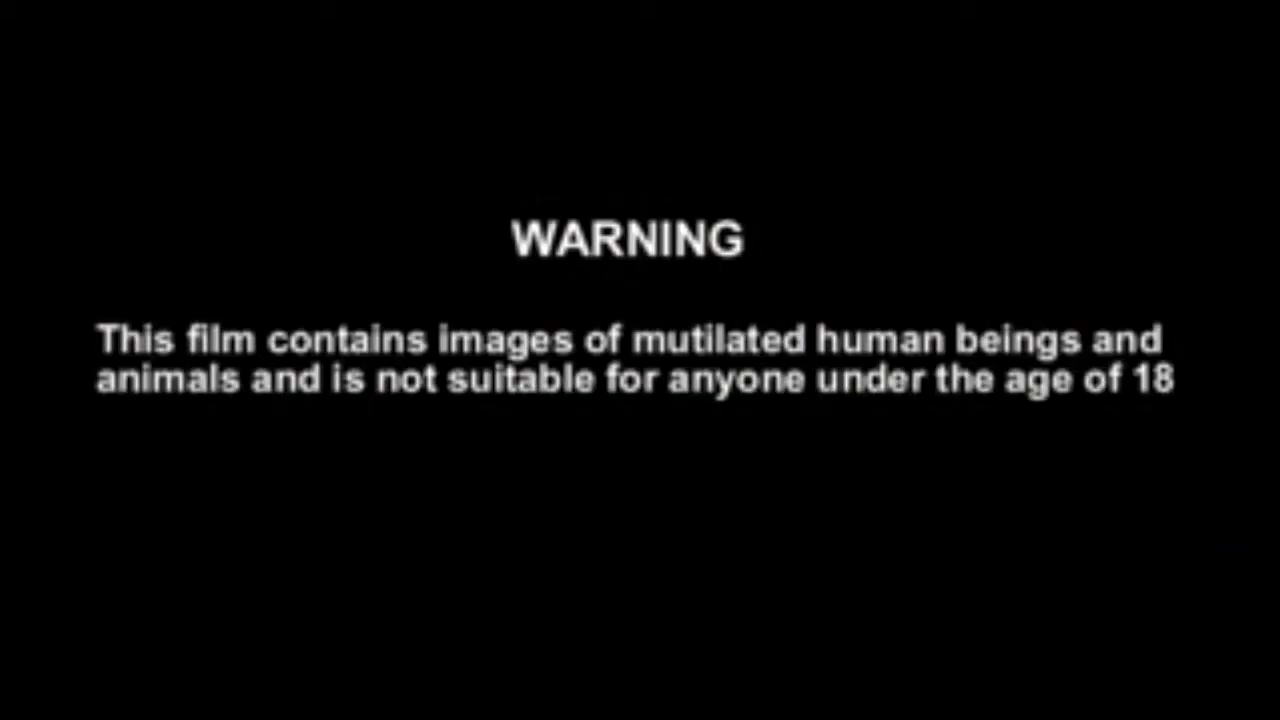 WARNING
This film contains images of mutilated human beings and
animals and is not suitable for anyone under the age of 18